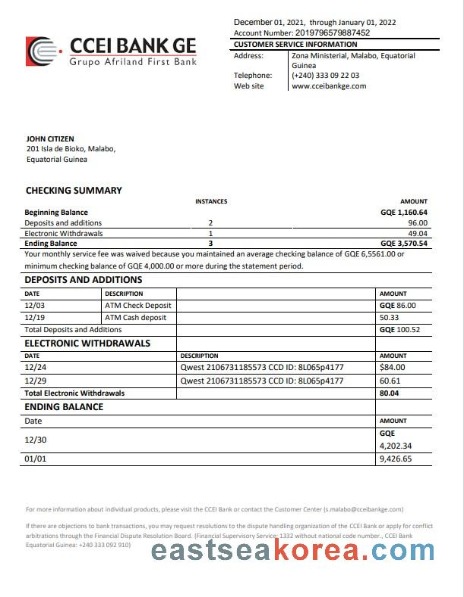 CCEI BANK GE
Grupo Afriland First Bank
December 01, 2021, through January 01, 2022
Account Number: 2019796579887452
CUSTOMER SERVICE INFORMATION
Address: Zona Ministerial, Malabo, Equatorial
Guinea
Telephone: (+240) 333 09 22 03
Web site www.cceibankge.com
JOHN CITIZEN
201 Isla de Bioko, Malabo,
Equatorial Guinea
CHECKING SUMMARY
INSTANCES AMOUNT
Beginning Balance GQE 1,160.64
Deposits and additions 2 96.00
Electronic Withdrawals 1 49.04
Ending Balance 3 GQE 3,570.54
Your monthly service fee was waived because you maintained an average checking balance of GQE 6,5561.00 or
minimum checking balance of GQE 4,000.00 or more during the statement period.
DEPOSITS AND ADDITIONS
DATE DESCRIPTION AMOUNT
12/03 ATM Check Deposit GQE 86.00
12/19 ATM Cash deposit 50.33
Total Deposits and Additions GQE 100.52
ELECTRONIC WITHDRAWALS
DATE DESCRIPTION AMOUNT
12/24 Qwest 2106731185573 CCD ID: 8L065p4177 $84.00
12/29 Qwest 2106731185573 CCD ID: 8L065p4177 60.61
Total Electronic Withdrawals 80.04
ENDING BALANCE
Date AMOUNT
12/30 GQE
4,202.34
01/01 9,426.65
For more information about individual products, please visit the CCEI Bank or contact the Customer Center (s.malabo@cceibankge.com)
If there are objections to bank transactions, you may request resolutions to the dispute handling organization of the CCEI Bank or apply for conflict
arbitrations through the Financial Dispute Resolution Board. (Financial Supervisory Service: 1332 without national code number., CCEI Bank
Equatorial Guinea: +240 333 092 910)
eastseakorea.com